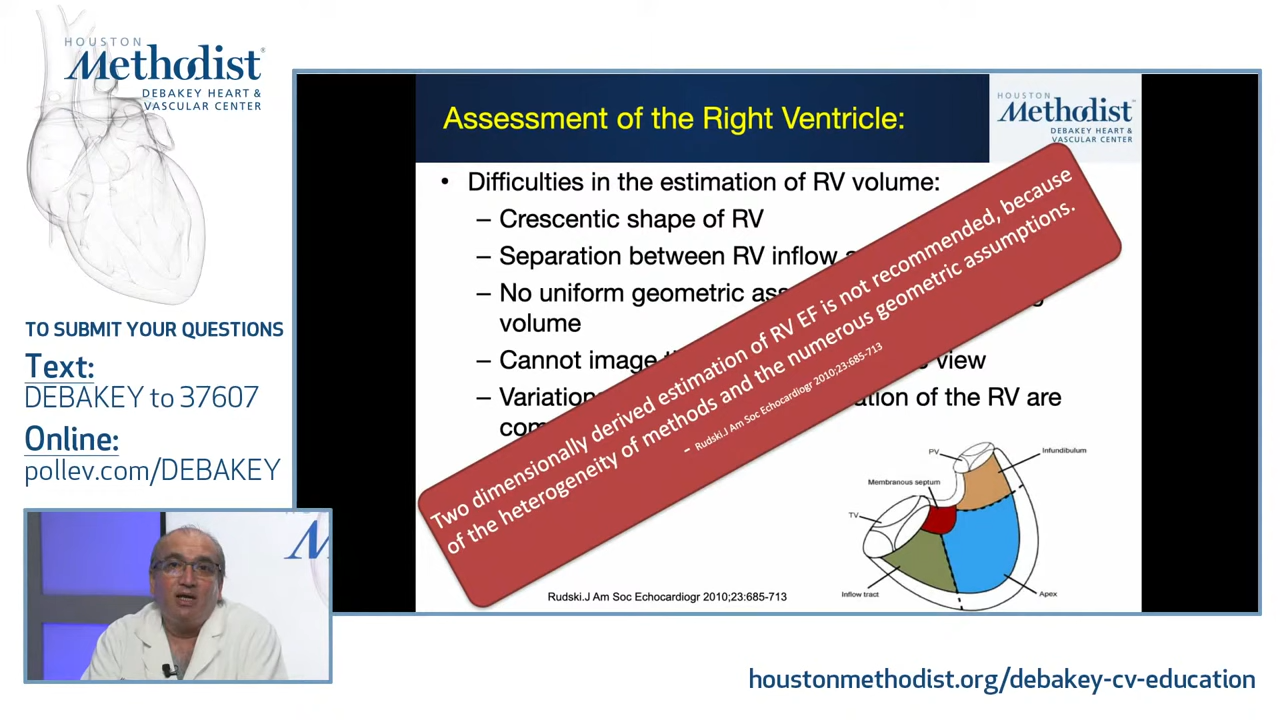 HOUSTON
Methodist®
DEBAKEY HEART &
VASCULAR CENTER
TO SUBMIT YOUR QUESTIONS
Text:
DEBAKEY to 37607
Online:
pollev.com/DEBAKEY
Assessment of the Right Ventricle:
HOUSTON
Methodist
DEBAKEY HEART &
VASCULAR CENTER
• Difficulties in the estimation of RV volume:
– Crescentic shape of RV
– Separation between RV inflow
– No uniform geometric
volume
– Cannot image view
– of the RV are
Two dimensionally derived estimation of RV EF is not recommended, because
of the heterogeneity of methods and the numerous geometric assumptions.
- Rudski.J Am Soc Echocardiogr 2010;23:685-713
PV
Infundibulum
Membranous septum
TV
Inflow tract
Apex
Rudski.J Am Soc Echocardiogr 2010;23:685-713
houstonmethodist.org/debakey-cv-education